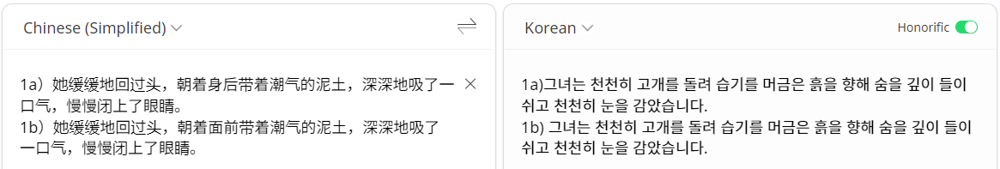 Chinese (Simplified)
Korean
Honorific
1a）她缓缓地回过头，朝着身后带着潮气的泥土，深深地吸了一
口气，慢慢闭上了眼睛。
1b）她缓缓地回过头，朝着面前带着潮气的泥土，深深地吸了
一口气，慢慢闭上了眼睛。
1a)그녀는 천천히 고개를 돌려 습기를 머금은 흙을 향해 숨을 깊이 들이
쉬고 천천히 눈을 감았습니다.
1b) 그녀는 천천히 고개를 돌려 습기를 머금은 흙을 향해 숨을 깊이 들이
쉬고 천천히 눈을 감았습니다.